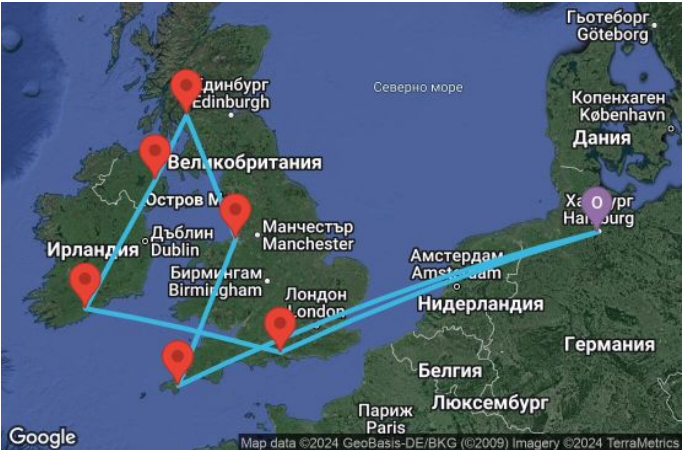 Гьотеборг
Göteborg
Северно море
Единбург
Edinburgh
Копенхаген
København
Дания
Великобритания
О
Остров М
Дъблин
Dublin
Ирландия
Манчестър
Manchester
Бирмингам
Birmingham
Амстердам
Amsterdam
Нидерландия
Лондон
London
Германия
Белгия
Люксембург
Париж
Paris
Google
Map data ©2024 GeoBasis-DE/BKG (©2009) Imagery ©2024 TerraMetrics